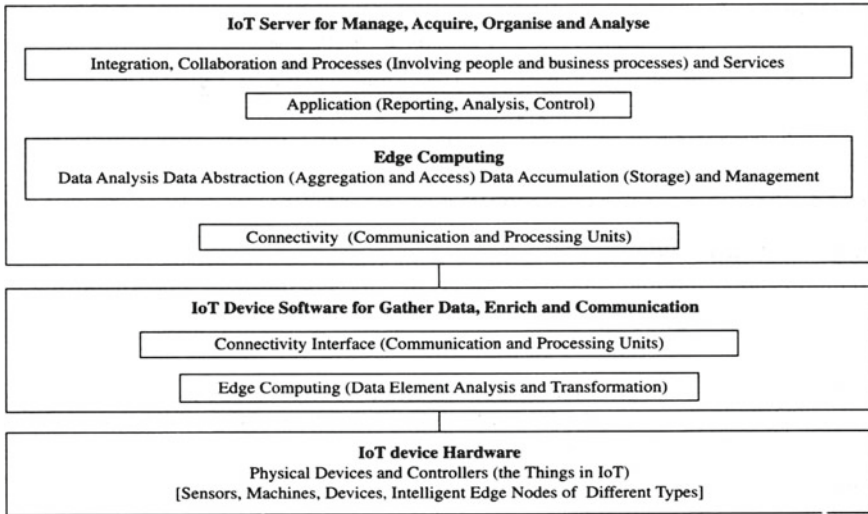 IoT Server for Manage, Acquire, Organise and Analyse
Integration, Collaboration and Processes (Involving people and business processes) and Services
Application (Reporting, Analysis, Control)
Edge Computing
Data Analysis Data Abstraction (Aggregation and Access) Data Accumulation (Storage) and Management
Connectivity (Communication and Processing Units)
IoT Device Software for Gather Data, Enrich and Communication
Connectivity Interface (Communication and Processing Units)
Edge Computing (Data Element Analysis and Transformation)
IoT device Hardware
Physical Devices and Controllers (the Things in IoT)
[Sensors, Machines, Devices, Intelligent Edge Nodes of Different Types]